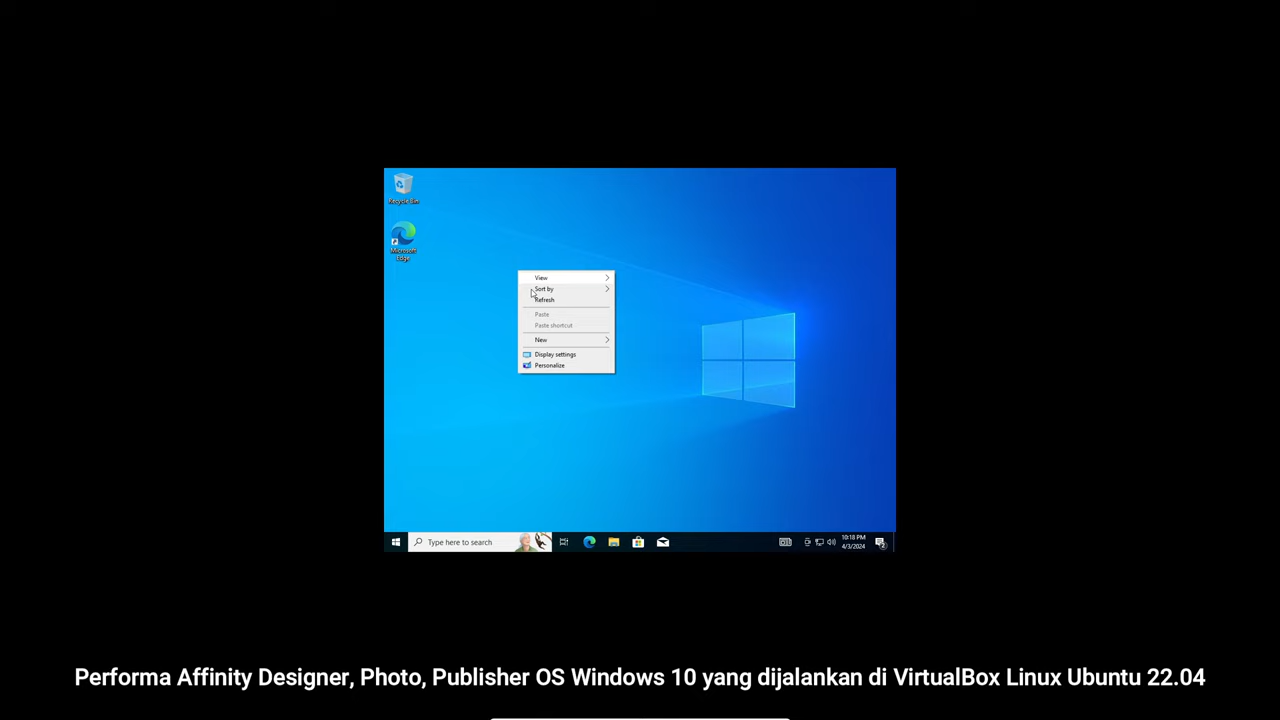 Recycle Bin
Microsoft
Edge
View
Sort by
Refresh
Paste
Paste shortcut
New
Display settings
Personalize
Type here to search
10:18 PM
4/3/2024
2
Performa Affinity Designer, Photo, Publisher OS Windows 10 yang dijalankan di VirtualBox Linux Ubuntu 22.04